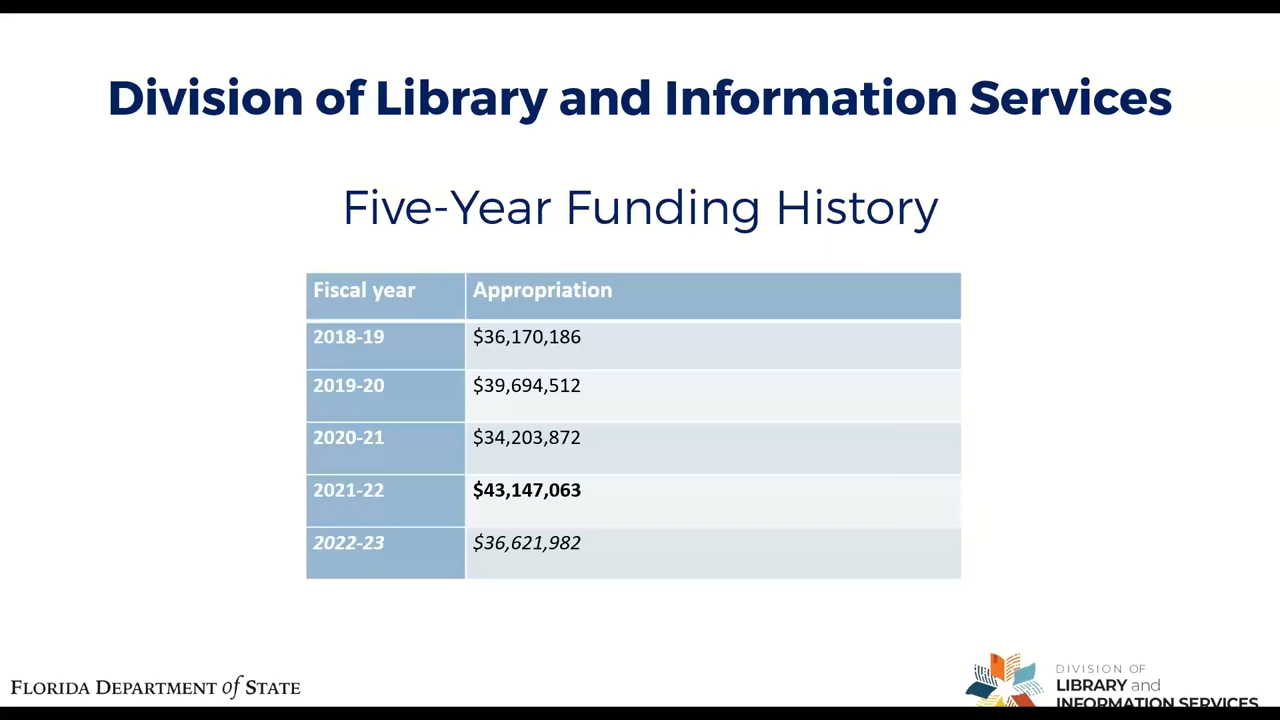 Division of Library and Information Services
Five-Year Funding History
Fiscal year Appropriation
2018-19 $36,170,186
2019-20 $39,694,512
2020-21 $34,203,872
2021-22 $43,147,063
2022-23 $36,621,982
FLORIDA DEPARTMENT of STATE
DIVISION OF
LIBRARY and
INFORMATION SERVICES